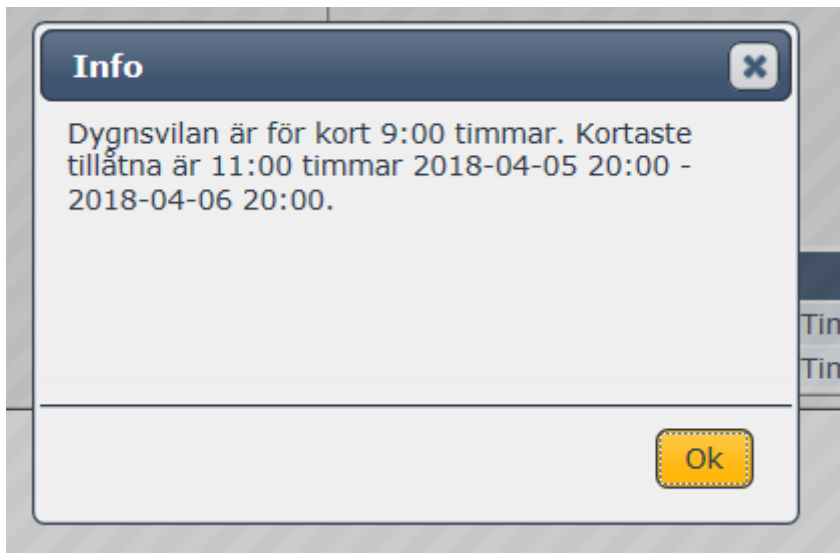 Info
Dygnsvilan är för kort 9:00 timmar. Kortaste
tillåtna är 11:00 timmar 2018-04-05 20:00 -
2018-04-06 20:00.
Tim
Tim
Ok